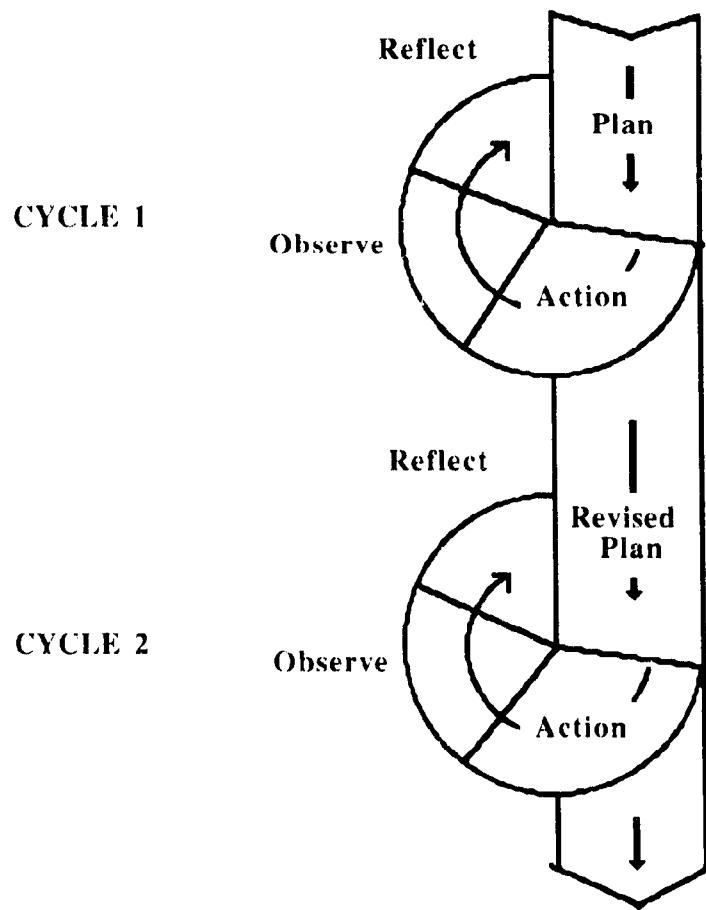 Reflect
Plan
CYCLE 1
Observe
Action
Reflect
Revised
Plan
CYCLE 2
Observe
Action